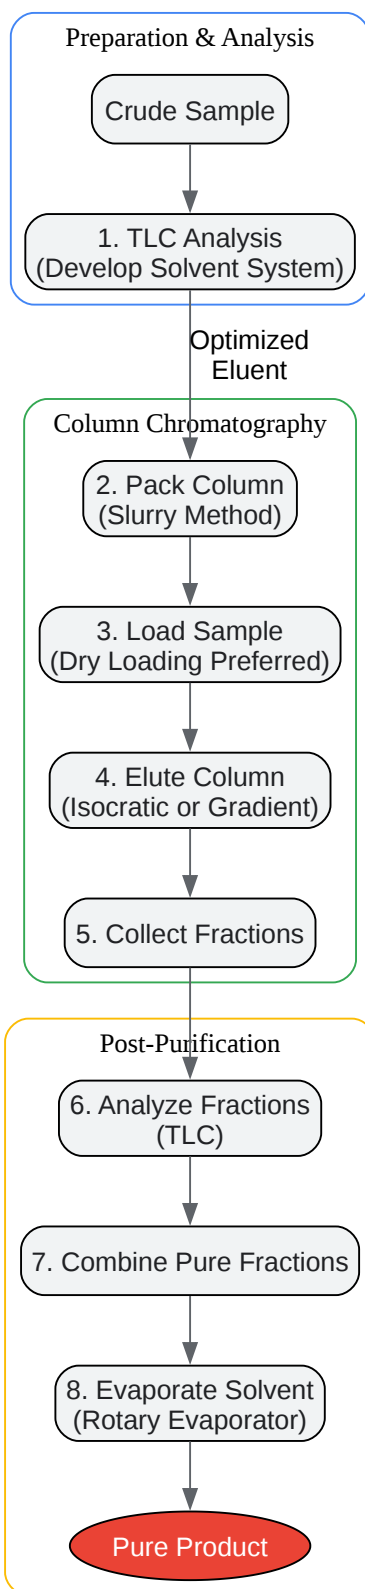 Preparation & Analysis
Crude Sample
1. TLC Analysis
(Develop Solvent System)
Optimized
Eluent
Column Chromatography
2. Pack Column
(Slurry Method)
3. Load Sample
(Dry Loading Preferred)
4. Elute Column
(Isocratic or Gradient)
5. Collect Fractions
Post-Purification
6. Analyze Fractions
(TLC)
7. Combine Pure Fractions
8. Evaporate Solvent
(Rotary Evaporator)
Pure Product